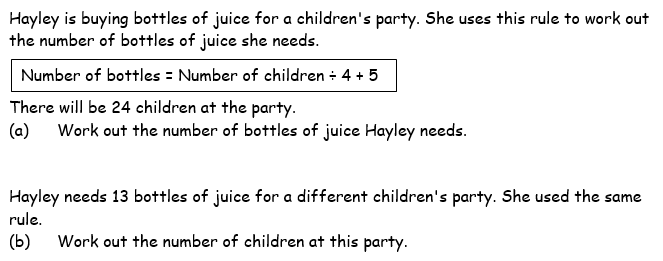 Hayley is buying bottles of juice for a children's party. She uses this rule to work out
the number of bottles of juice she needs.
Number of bottles = Number of children ÷ 4 + 5
There will be 24 children at the party.
(a) Work out the number of bottles of juice Hayley needs.
Hayley needs 13 bottles of juice for a different children's party. She used the same
rule.
(b) Work out the number of children at this party.